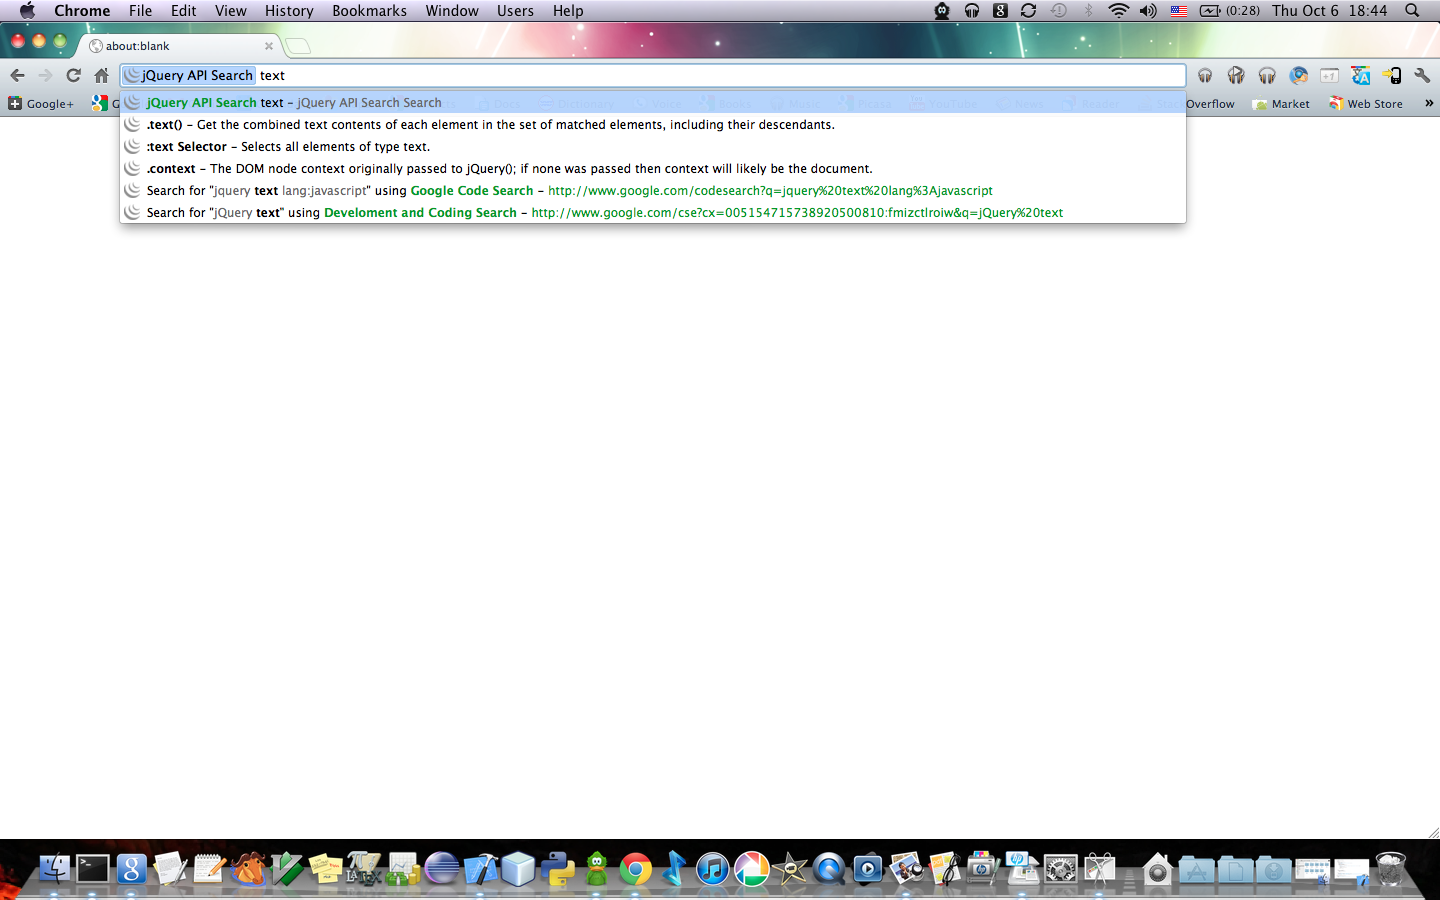 Chrome File Edit View History Bookmarks Window Users Help (0:28) Thu Oct 6 18:44
about:blank
jQuery API Search text
+1
Google+ Overflow Market Web Store »
jQuery API Search text – jQuery API Search Search
.text() – Get the combined text contents of each element in the set of matched elements, including their descendants.
:text Selector – Selects all elements of type text.
.context – The DOM node context originally passed to jQuery(); if none was passed then context will likely be the document.
Search for "jquery text lang:javascript" using Google Code Search – http://www.google.com/codesearch?q=jquery%20text%20lang%3Ajavascript
Search for "jQuery text" using Develoment and Coding Search – http://www.google.com/cse?cx=005154715738920500810:fmizctlroiw&q=jQuery%20text